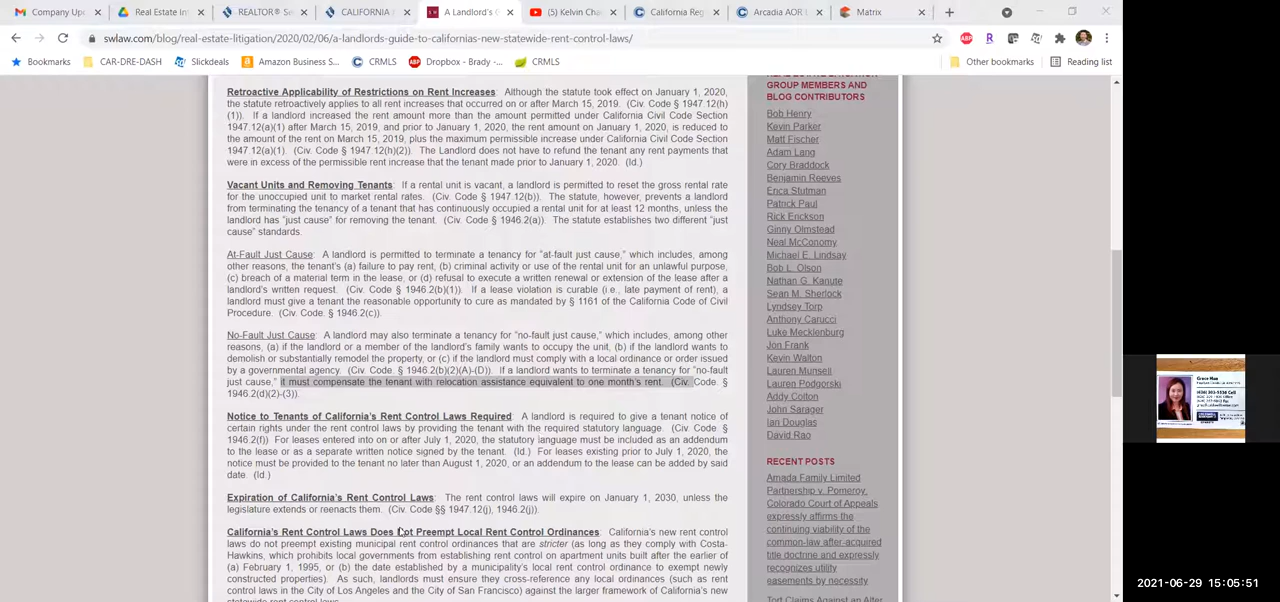 Company Up
Real Estate Int
REALTOR® Se
CALIFORNIA
A Landlord's
Kelvin Cha
California Reg
Arcadia AOR
Matrix
swlaw.com/blog/real-estate-litigation/2020/02/06/a-landlords-guide-to-californias-new-statewide-rent-control-laws/
Bookmarks
CAR-DRE-DASH
Slickdeals
Amazon Business S...
CRMLS
Dropbox - Brady -...
CRMLS
Other bookmarks
Reading list
Retroactive Applicability of Restrictions on Rent Increases: Although the statute took effect on January 1, 2020,
the statute retroactively applies to all rent increases that occurred on or after March 15, 2019. (Civ. Code § 1947.12(h)
(1)). If a landlord increased the rent amount more than the amount permitted under California Civil Code Section
1947.12(a)(1) after March 15, 2019, and prior to January 1, 2020, the rent amount on January 1, 2020, is reduced to
the amount of the rent on March 15, 2019, plus the maximum permissible increase under California Civil Code Section
1947.12(a)(1). (Civ. Code § 1947.12(h)(2)). The Landlord does not have to refund the tenant any rent payments that
were in excess of the permissible rent increase that the tenant made prior to January 1, 2020. (Id.)
Vacant Units and Removing Tenants: If a rental unit is vacant, a landlord is permitted to reset the gross rental rate
for the unoccupied unit to market rental rates. (Civ. Code § 1947.12(b)). The statute, however, prevents a landlord
from terminating the tenancy of a tenant that has continuously occupied a rental unit for at least 12 months, unless the
landlord has "just cause" for removing the tenant. (Civ. Code § 1946.2(a)). The statute establishes two different "just
cause" standards.
At-Fault Just Cause: A landlord is permitted to terminate a tenancy for "at-fault just cause," which includes, among
other reasons, the tenant's (a) failure to pay rent, (b) criminal activity or use of the rental unit for an unlawful purpose,
(c) breach of a material term in the lease, or (d) refusal to execute a written renewal or extension of the lease after a
landlord's written request. (Civ. Code § 1946.2(b)(1)). If a lease violation is curable (i.e., late payment of rent), a
landlord must give a tenant the reasonable opportunity to cure as mandated by § 1161 of the California Code of Civil
Procedure. (Civ. Code. § 1946.2(c)).
No-Fault Just Cause: A landlord may also terminate a tenancy for "no-fault just cause," which includes, among other
reasons, (a) if the landlord or a member of the landlord's family wants to occupy the unit, (b) if the landlord wants to
demolish or substantially remodel the property, or (c) if the landlord must comply with a local ordinance or order issued
by a governmental agency. (Civ. Code. § 1946.2(b)(2)(A)-(D)). If a landlord wants to terminate a tenancy for "no-fault
just cause," it must compensate the tenant with relocation assistance equivalent to one month's rent. (Civ. Code. §
1946.2(d)(2)-(3)).
Notice to Tenants of California's Rent Control Laws Required: A landlord is required to give a tenant notice of
certain rights under the rent control laws by providing the tenant with the required statutory language. (Civ. Code §
1946.2(f)) For leases entered into on or after July 1, 2020, the statutory language must be included as an addendum
to the lease or as a separate written notice signed by the tenant. (Id.) For leases existing prior to July 1, 2020, the
notice must be provided to the tenant no later than August 1, 2020, or an addendum to the lease can be added by said
date. (Id.)
Expiration of California's Rent Control Laws: The rent control laws will expire on January 1, 2030, unless the
legislature extends or reenacts them. (Civ. Code §§ 1947.12(j), 1946.2(j)).
California's Rent Control Laws Does Not Preempt Local Rent Control Ordinances: California's new rent control
laws do not preempt existing municipal rent control ordinances that are stricter (as long as they comply with Costa-
Hawkins, which prohibits local governments from establishing rent control on apartment units built after the earlier of
(a) February 1, 1995, or (b) the date established by a municipality's local rent control ordinance to exempt newly
constructed properties). As such, landlords must ensure they cross-reference any local ordinances (such as rent
control laws in the City of Los Angeles and the City of San Francisco) against the larger framework of California's new
statewide rent control laws.
REAL ESTATE LITIGATION
GROUP MEMBERS AND
BLOG CONTRIBUTORS
Bob Henry
Kevin Parker
Matt Fischer
Adam Lang
Cory Braddock
Benjamin Reeves
Erica Stutman
Patrick Paul
Rick Erickson
Ginny Olmstead
Neal McConomy
Michael E. Lindsay
Bob L. Olson
Nathan G. Kanute
Sean M. Sherlock
Lyndsey Torp
Anthony Carucci
Luke Mecklenburg
Jon Frank
Kevin Walton
Lauren Munsell
Lauren Podgorski
Addy Colton
John Sarager
Ian Douglas
David Rao
RECENT POSTS
Amada Family Limited
Partnership v. Pomeroy,
Colorado Court of Appeals
expressly affirms the
continuing viability of the
common-law after-acquired
title doctrine and expressly
recognizes utility
easements by necessity
Tort Claims Against an Alter
Grace Man
2021-06-29 15:05:51